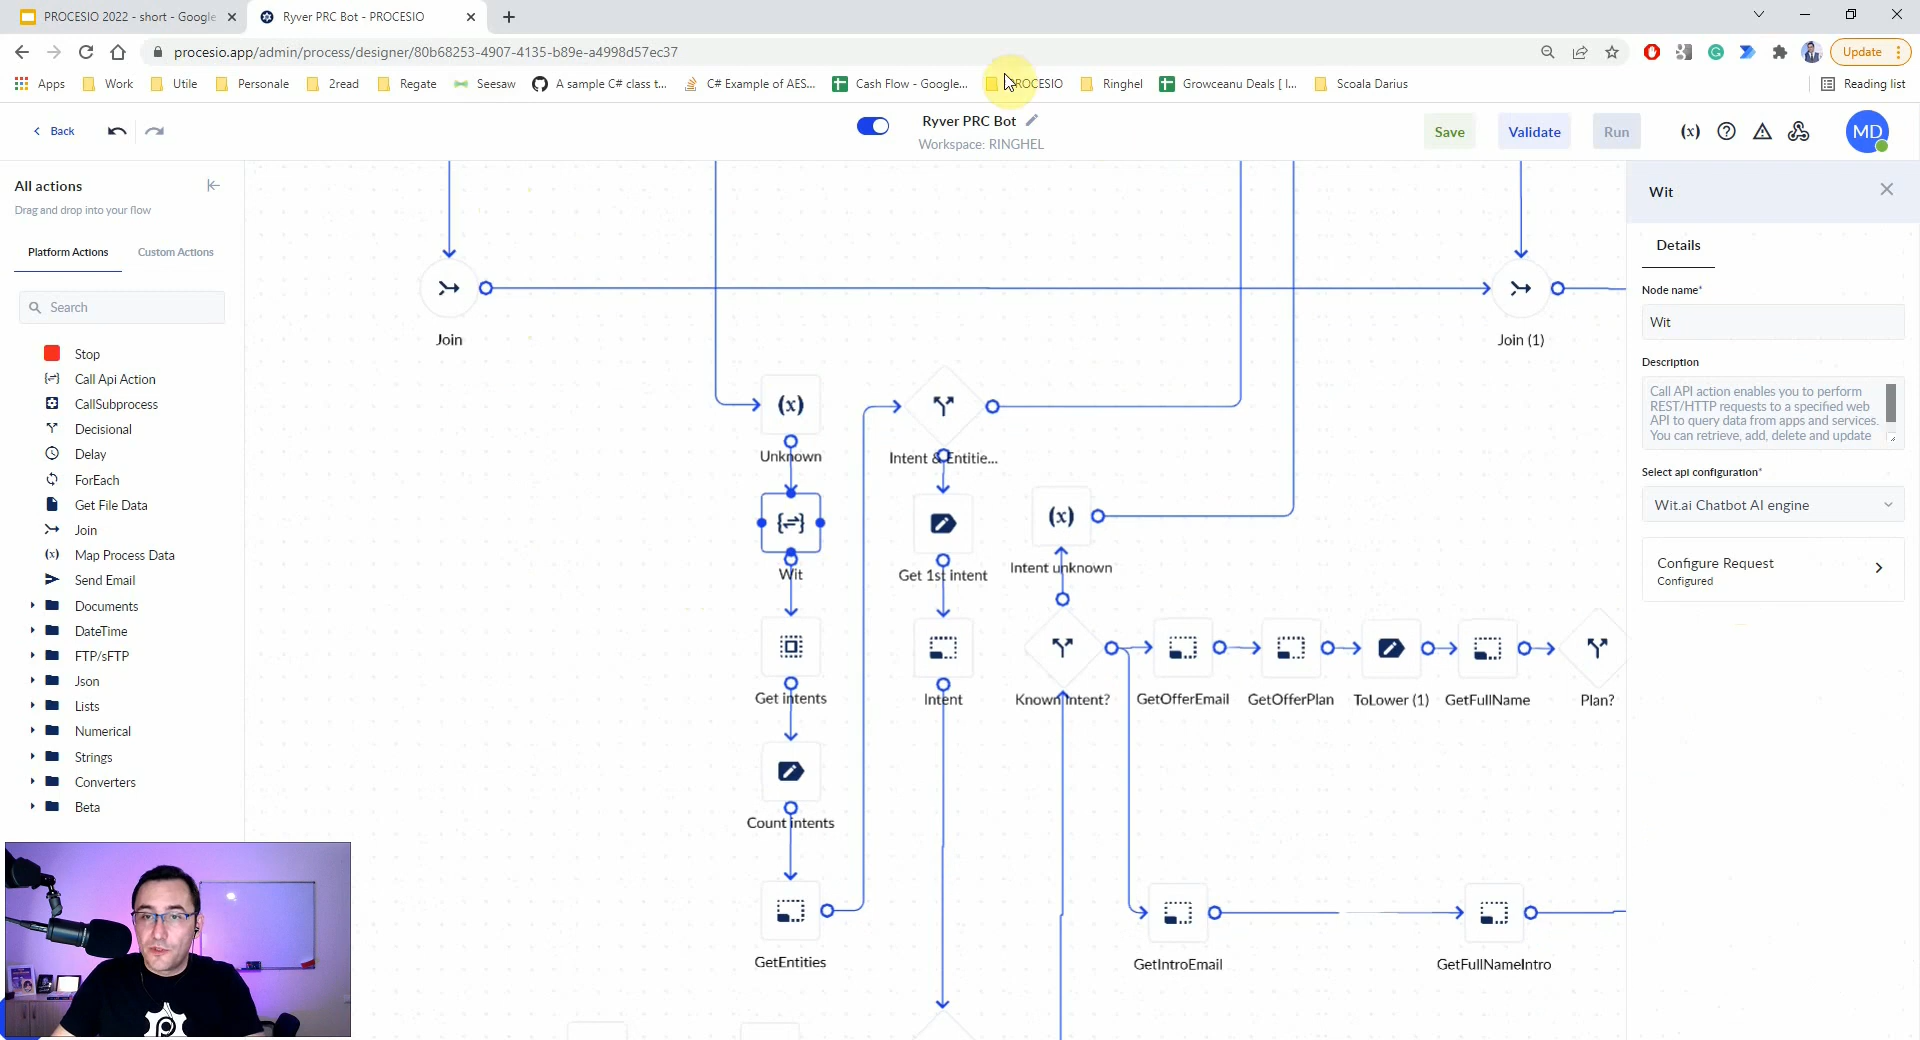 PROCESIO 2022 - short - Google
Ryver PRC Bot - PROCESIO
procesio.app/admin/process/designer/80b68253-4907-4135-b89e-a4998d57ec37
Update
Apps
Work
Utile
Personale
2read
Regate
Seesaw
A sample C# class t...
C# Example of AES...
Cash Flow - Google...
PROCESIO
Ringhel
Growceanu Deals [ I...
Scoala Darius
Reading list
Back
Ryver PRC Bot
Workspace: RINGHEL
Save
Validate
Run
(x)
MD
All actions
Drag and drop into your flow
Platform Actions
Custom Actions
Search
Stop
Call Api Action
CallSubprocess
Decisional
Delay
ForEach
Get File Data
Join
(x) Map Process Data
Send Email
Documents
DateTime
FTP/sFTP
Json
Lists
Numerical
Strings
Converters
Beta
Join
Join (1)
(x)
Unknown
Intent & Entitie...
Wit
Get 1st intent
(x)
Intent unknown
Get intents
Intent
Known intent?
GetOfferEmail
GetOfferPlan
ToLower (1)
GetFullName
Plan?
Count intents
GetEntities
GetIntroEmail
GetFullNameIntro
Wit
Details
Node name*
Wit
Description
Call API action enables you to perform
REST/HTTP requests to a specified web
API to query data from apps and services.
You can retrieve, add, delete and update
Select api configuration*
Wit.ai Chatbot AI engine
Configure Request
Configured